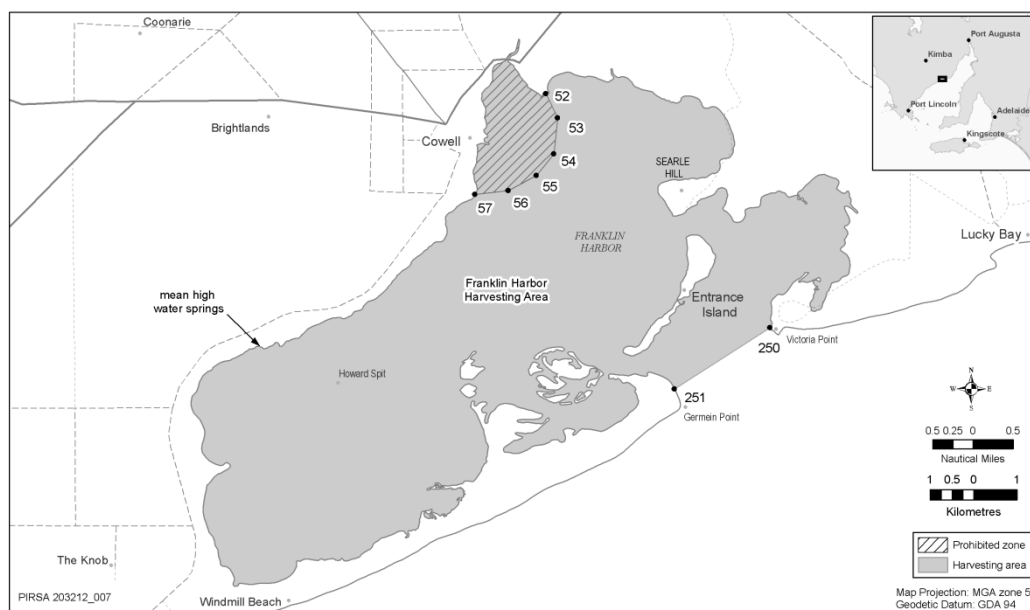 Coonarie
Brightlands
Cowell
52
53
54
55
56
57
SEARLE
HILL
FRANKLIN
HARBOR
Franklin Harbor
Harvesting Area
Entrance
Island
Lucky Bay
250
Victoria Point
251
Germein Point
mean high
water springs
Howard Spit
The Knob
Windmill Beach
PIRSA 203212_007
Port Augusta
Kimba
Port Lincoln
Adelaide
Kingscote
N
W E
S
0.5 0.25 0 0.5
Nautical Miles
1 0.5 0 1
Kilometres
Prohibited zone
Harvesting area
Map Projection: MGA zone 5
Geodetic Datum: GDA 94